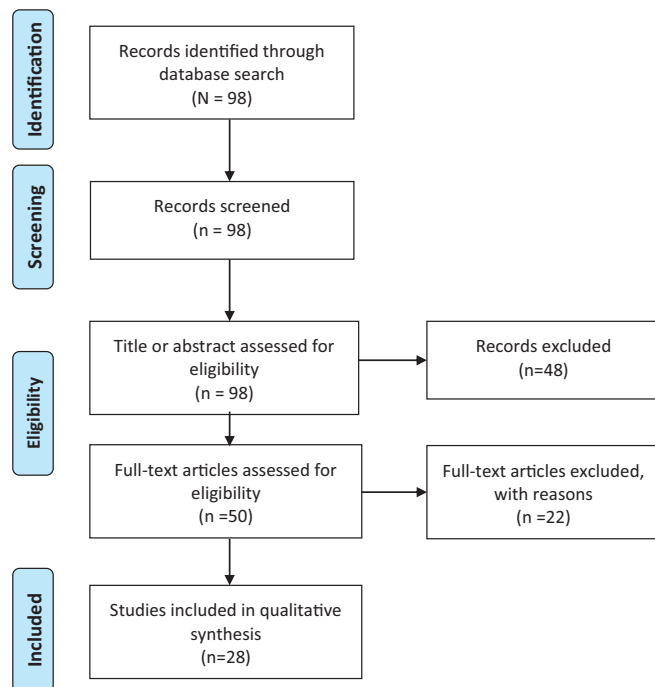 Identification
Records identified through
database search
(N = 98)
Screening
Records screened
(n = 98)
Eligibility
Title or abstract assessed for
eligibility
(n = 98)
Records excluded
(n=48)
Full-text articles assessed for
eligibility
(n =50)
Full-text articles excluded,
with reasons
(n =22)
Included
Studies included in qualitative
synthesis
(n=28)